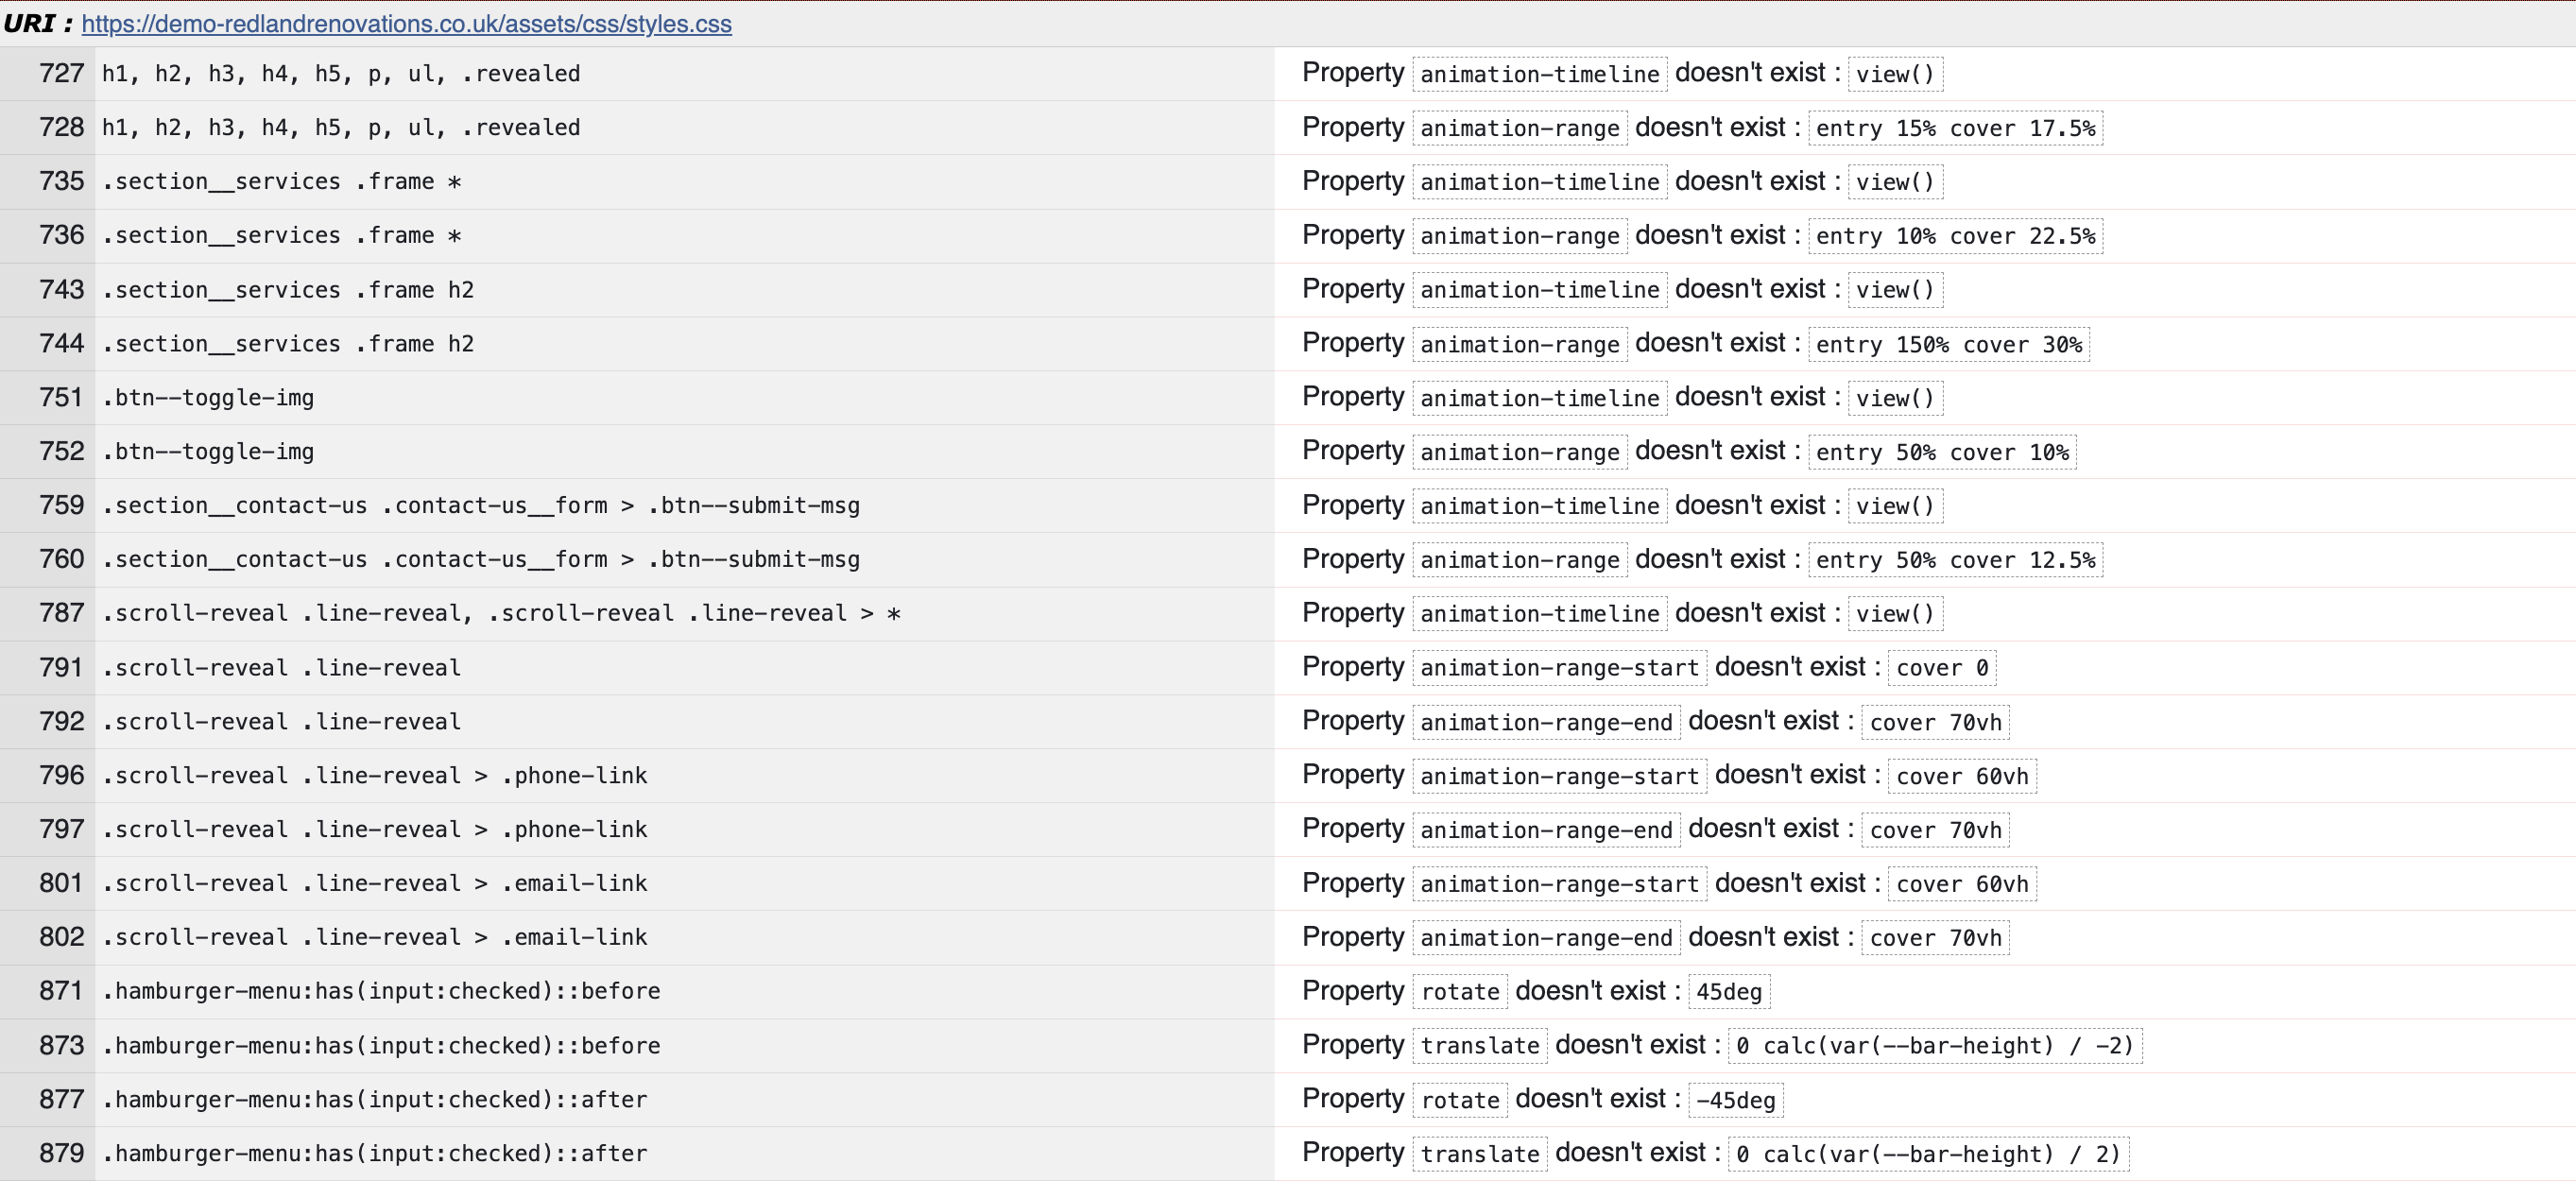 URI : https://demo-redlandrenovations.co.uk/assets/css/styles.css
727 h1, h2, h3, h4, h5, p, ul, .revealed Property animation-timeline doesn't exist : view()
728 h1, h2, h3, h4, h5, p, ul, .revealed Property animation-range doesn't exist : entry 15% cover 17.5%
735 .section__services .frame * Property animation-timeline doesn't exist : view()
736 .section__services .frame * Property animation-range doesn't exist : entry 10% cover 22.5%
743 .section__services .frame h2 Property animation-timeline doesn't exist : view()
744 .section__services .frame h2 Property animation-range doesn't exist : entry 150% cover 30%
751 .btn--toggle-img Property animation-timeline doesn't exist : view()
752 .btn--toggle-img Property animation-range doesn't exist : entry 50% cover 10%
759 .section__contact-us .contact-us__form > .btn--submit-msg Property animation-timeline doesn't exist : view()
760 .section__contact-us .contact-us__form > .btn--submit-msg Property animation-range doesn't exist : entry 50% cover 12.5%
787 .scroll-reveal .line-reveal, .scroll-reveal .line-reveal > * Property animation-timeline doesn't exist : view()
791 .scroll-reveal .line-reveal Property animation-range-start doesn't exist : cover 0
792 .scroll-reveal .line-reveal Property animation-range-end doesn't exist : cover 70vh
796 .scroll-reveal .line-reveal > .phone-link Property animation-range-start doesn't exist : cover 60vh
797 .scroll-reveal .line-reveal > .phone-link Property animation-range-end doesn't exist : cover 70vh
801 .scroll-reveal .line-reveal > .email-link Property animation-range-start doesn't exist : cover 60vh
802 .scroll-reveal .line-reveal > .email-link Property animation-range-end doesn't exist : cover 70vh
871 .hamburger-menu:has(input:checked)::before Property rotate doesn't exist : 45deg
873 .hamburger-menu:has(input:checked)::before Property translate doesn't exist : 0 calc(var(--bar-height) / -2)
877 .hamburger-menu:has(input:checked)::after Property rotate doesn't exist : -45deg
879 .hamburger-menu:has(input:checked)::after Property translate doesn't exist : 0 calc(var(--bar-height) / 2)